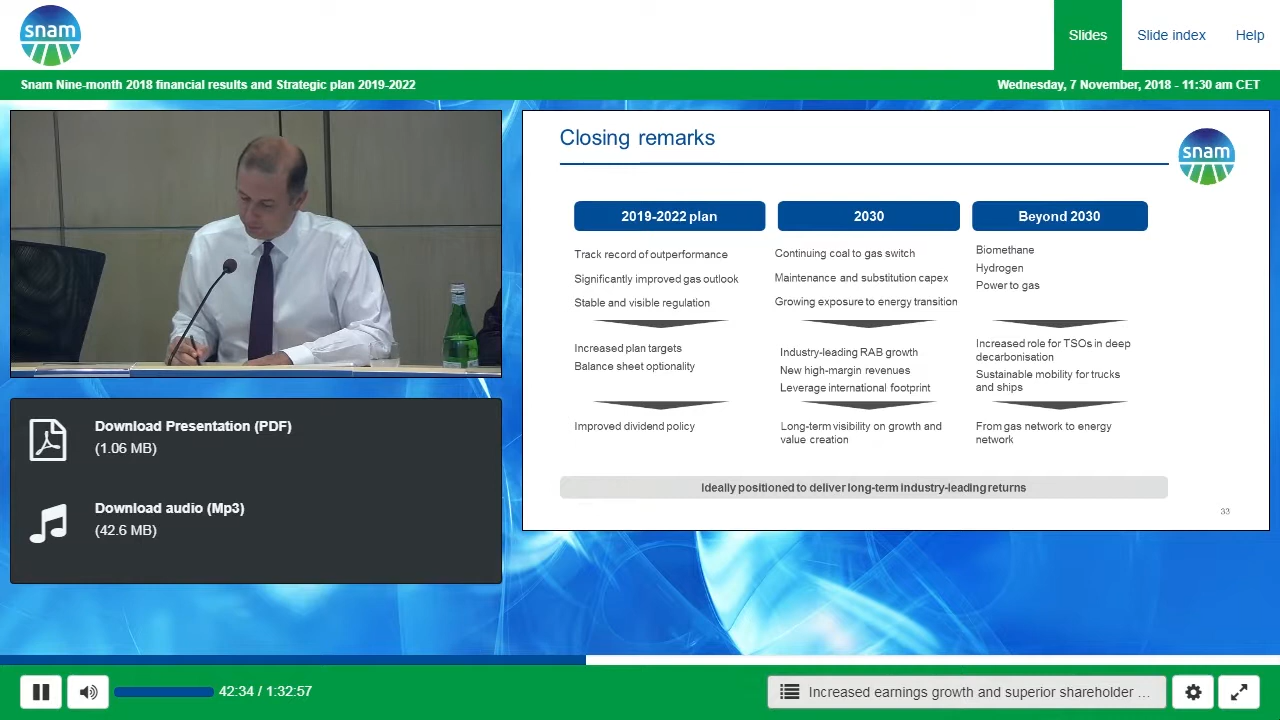 snam
Slides
Slide index
Help
Snam Nine-month 2018 financial results and Strategic plan 2019-2022
Wednesday, 7 November, 2018 - 11:30 am CET
Closing remarks
snam
2019-2022 plan
2030
Beyond 2030
Track record of outperformance
Significantly improved gas outlook
Stable and visible regulation
Continuing coal to gas switch
Maintenance and substitution capex
Growing exposure to energy transition
Biomethane
Hydrogen
Power to gas
Increased plan targets
Balance sheet optionality
Industry-leading RAB growth
New high-margin revenues
Leverage international footprint
Increased role for TSOs in deep
decarbonisation
Sustainable mobility for trucks
and ships
Improved dividend policy
Long-term visibility on growth and
value creation
From gas network to energy
network
Ideally positioned to deliver long-term industry-leading returns
33
Download Presentation (PDF)
(1.06 MB)
Download audio (Mp3)
(42.6 MB)
42:34 / 1:32:57
Increased earnings growth and superior shareholder ...